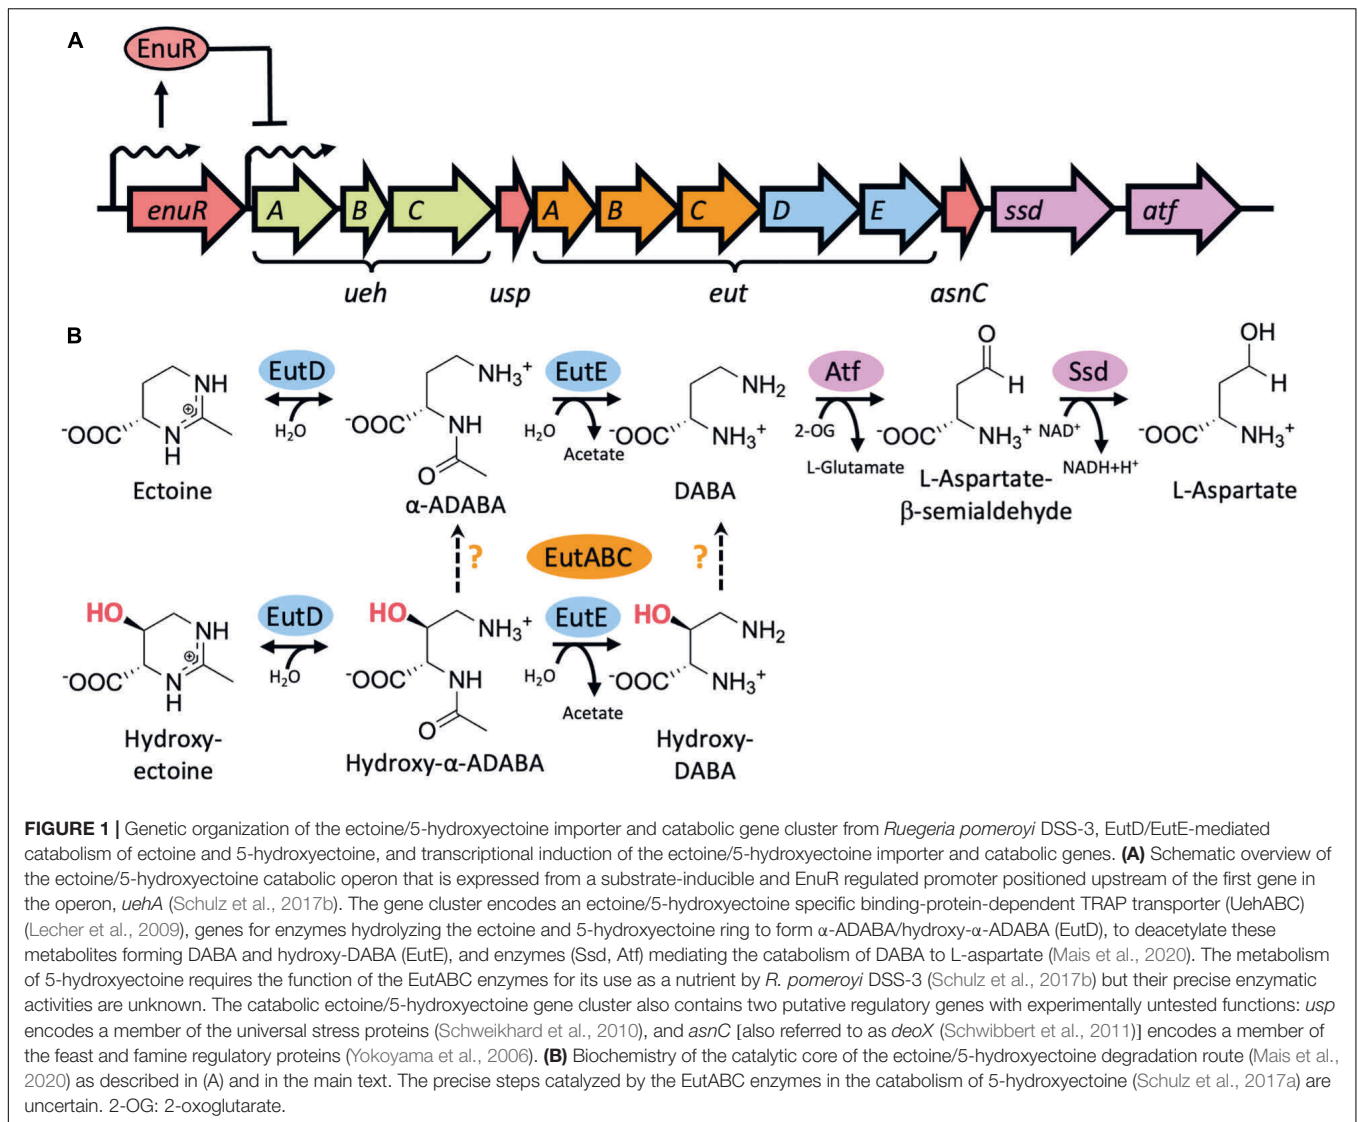 A
EnuR
enuR
A
B
C
A
B
C
D
E
ssd
atf
ueh
usp
eut
asnC
B
NH
⊕
⁻OOC
N
H
Ectoine
EutD
H₂O
NH₃⁺
⁻OOC
NH
O
α-ADABA
EutE
H₂O
Acetate
NH₂
⁻OOC
NH₃⁺
DABA
Atf
2-OG
L-Glutamate
O
H
⁻OOC
NH₃⁺
L-Aspartate-
β-semialdehyde
Ssd
NAD⁺
NADH+H⁺
OH
H
⁻OOC
NH₃⁺
L-Aspartate
?
EutABC
?
HO
NH
⊕
⁻OOC
N
H
Hydroxy-
ectoine
EutD
H₂O
HO
NH₃⁺
⁻OOC
NH
O
Hydroxy-α-ADABA
EutE
H₂O
Acetate
HO
NH₂
⁻OOC
NH₃⁺
Hydroxy-
DABA
FIGURE 1 | Genetic organization of the ectoine/5-hydroxyectoine importer and catabolic gene cluster from Ruegeria pomeroyi DSS-3, EutD/EutE-mediated
catabolism of ectoine and 5-hydroxyectoine, and transcriptional induction of the ectoine/5-hydroxyectoine importer and catabolic genes. (A) Schematic overview of
the ectoine/5-hydroxyectoine catabolic operon that is expressed from a substrate-inducible and EnuR regulated promoter positioned upstream of the first gene in
the operon, uehA (Schulz et al., 2017b). The gene cluster encodes an ectoine/5-hydroxyectoine specific binding-protein-dependent TRAP transporter (UehABC)
(Lecher et al., 2009), genes for enzymes hydrolyzing the ectoine and 5-hydroxyectoine ring to form α-ADABA/hydroxy-α-ADABA (EutD), to deacetylate these
metabolites forming DABA and hydroxy-DABA (EutE), and enzymes (Ssd, Atf) mediating the catabolism of DABA to L-aspartate (Mais et al., 2020). The metabolism
of 5-hydroxyectoine requires the function of the EutABC enzymes for its use as a nutrient by R. pomeroyi DSS-3 (Schulz et al., 2017b) but their precise enzymatic
activities are unknown. The catabolic ectoine/5-hydroxyectoine gene cluster also contains two putative regulatory genes with experimentally untested functions: usp
encodes a member of the universal stress proteins (Schweikhard et al., 2010), and asnC [also referred to as deoX (Schwibbert et al., 2011)] encodes a member of
the feast and famine regulatory proteins (Yokoyama et al., 2006). (B) Biochemistry of the catalytic core of the ectoine/5-hydroxyectoine degradation route (Mais et al.,
2020) as described in (A) and in the main text. The precise steps catalyzed by the EutABC enzymes in the catabolism of 5-hydroxyectoine (Schulz et al., 2017a) are
uncertain. 2-OG: 2-oxoglutarate.